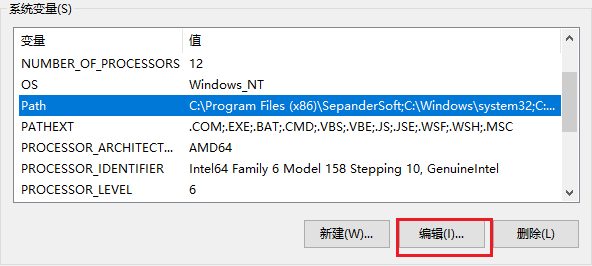 系统变量(S)
变量 值
NUMBER_OF_PROCESSORS 12
OS Windows_NT
Path C:\Program Files (x86)\SepanderSoft;C:\Windows\system32;C:...
PATHEXT .COM;.EXE;.BAT;.CMD;.VBS;.VBE;.JS;.JSE;.WSF;.WSH;.MSC
PROCESSOR_ARCHITECT... AMD64
PROCESSOR_IDENTIFIER Intel64 Family 6 Model 158 Stepping 10, GenuineIntel
PROCESSOR_LEVEL 6
新建(W)... 编辑(I)... 删除(L)